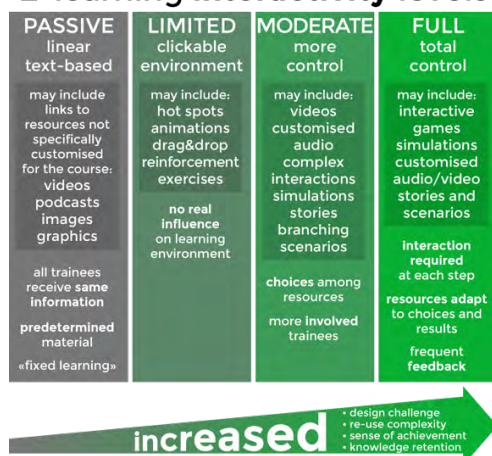 E-learning interactivity levels
PASSIVE
linear
text-based
may include
links to
resources not
specifically
customised
for the course:
videos
podcasts
images
graphics
all trainees
receive same
information
predetermined
material
«fixed learning»
LIMITED
clickable
environment
may include:
hot spots
animations
drag&drop
reinforcement
exercises
no real
influence
on learning
environment
MODERATE
more
control
may include:
videos
customised
audio
complex
interactions
simulations
stories
branching
scenarios
choices among
resources
more involved
trainees
FULL
total
control
may include:
interactive
games
simulations
customised
audio/video
stories and
scenarios
interaction
required
at each step
resources adapt
to choices and
results
frequent
feedback
increased
• design challenge
• re-use complexity
• sense of achievement
• knowledge retention